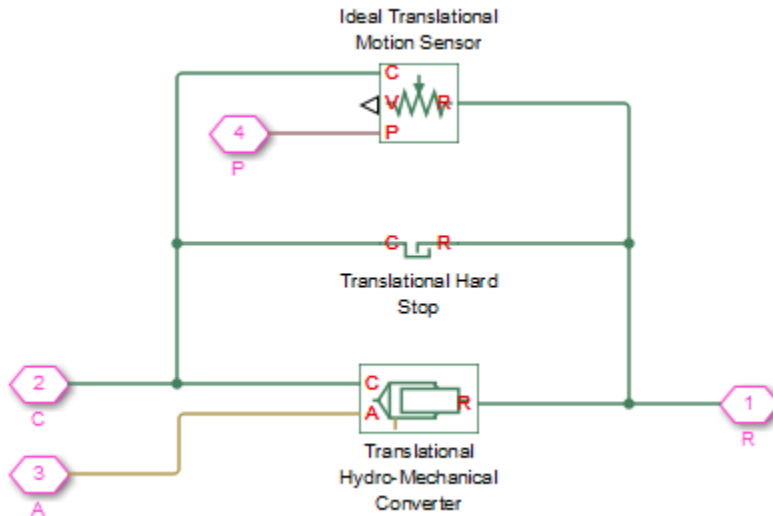 Ideal Translational
Motion Sensor
C
V R
P
4
P
C R
Translational Hard
Stop
2
C
C
A R
1
R
3
A
Translational
Hydro-Mechanical
Converter